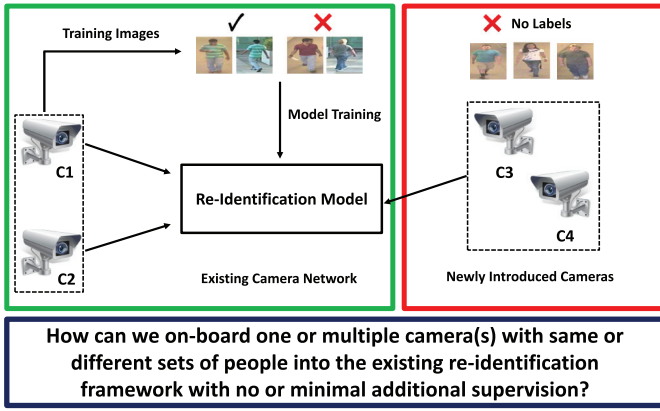 Training Images
No Labels
Model Training
C1
C2
Re-Identification Model
Existing Camera Network
C3
C4
Newly Introduced Cameras
How can we on-board one or multiple camera(s) with same or
different sets of people into the existing re-identification
framework with no or minimal additional supervision?